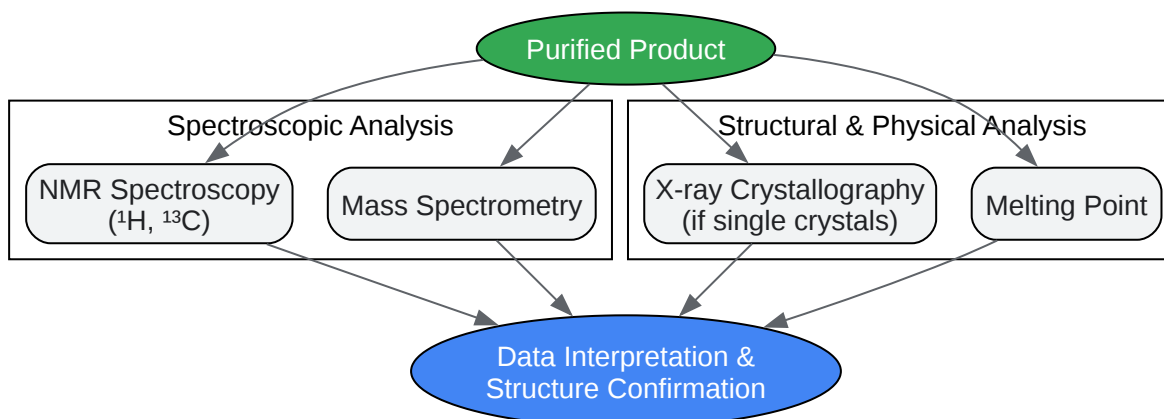 Purified Product
Spectroscopic Analysis
Structural & Physical Analysis
NMR Spectroscopy
(¹H, ¹³C)
Mass Spectrometry
X-ray Crystallography
(if single crystals)
Melting Point
Data Interpretation &
Structure Confirmation